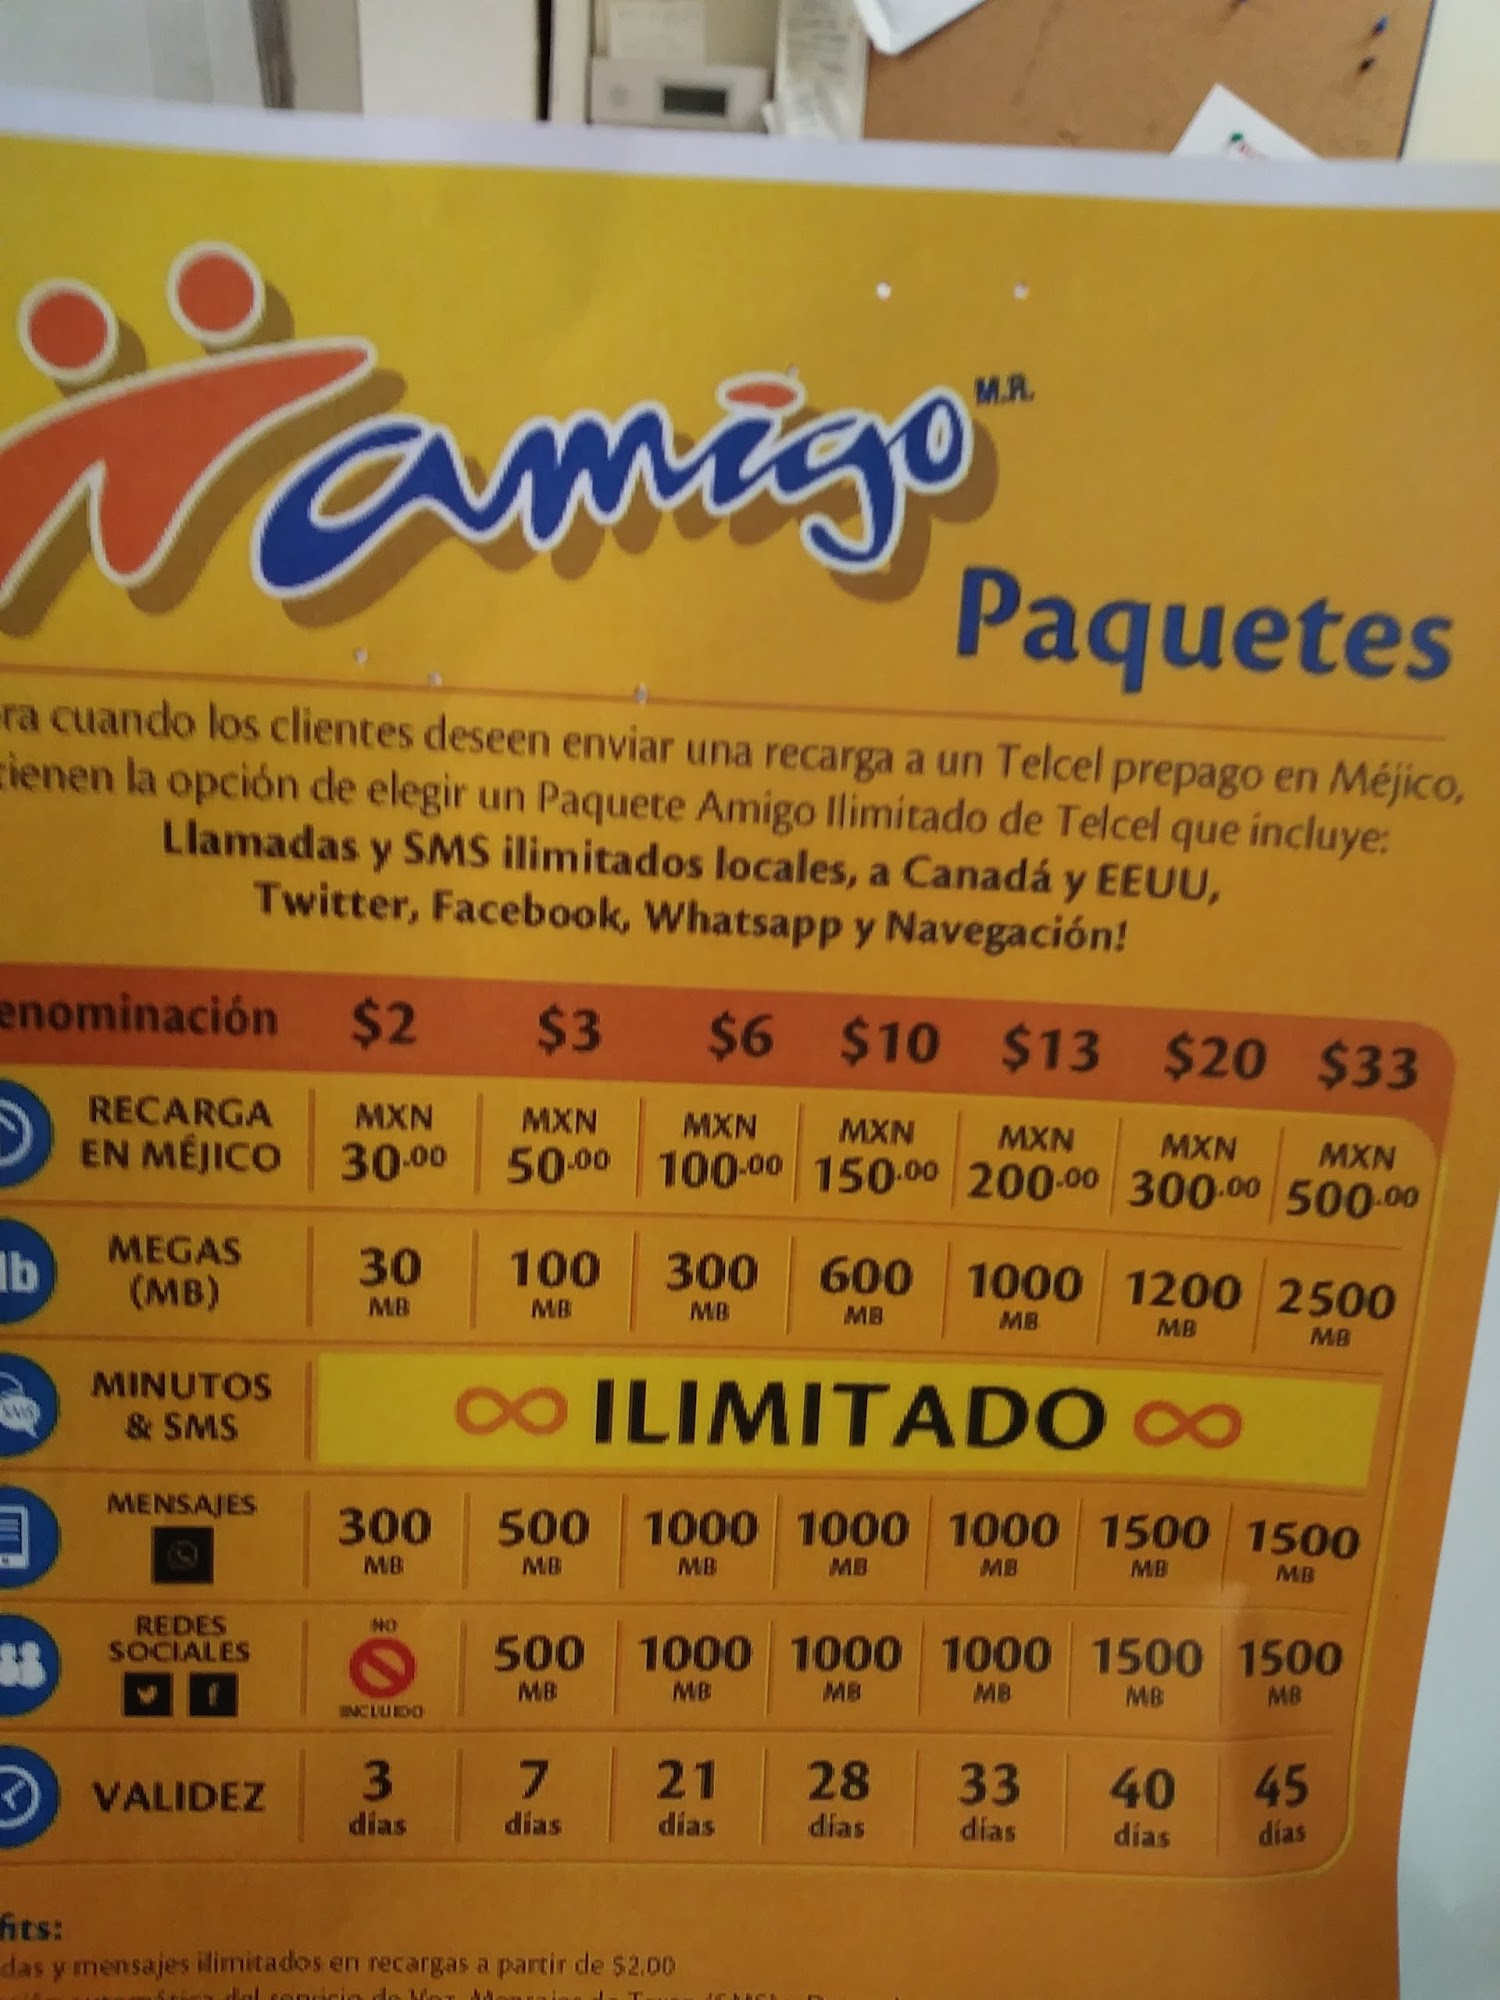 amigo M.R.
Paquetes
ra cuando los clientes deseen enviar una recarga a un Telcel prepago en Méjico,
tienen la opción de elegir un Paquete Amigo Ilimitado de Telcel que incluye:
Llamadas y SMS ilimitados locales, a Canadá y EEUU,
Twitter, Facebook, Whatsapp y Navegación!
enominación $2 $3 $6 $10 $13 $20 $33
RECARGA MXN MXN MXN MXN MXN MXN MXN
EN MÉJICO 30.00 50.00 100.00 150.00 200.00 300.00 500.00
MEGAS 30 100 300 600 1000 1200 2500
(MB) MB MB MB MB MB MB MB
MINUTOS
& SMS ∞ ILIMITADO ∞
MENSAJES 300 500 1000 1000 1000 1500 1500
MB MB MB MB MB MB MB
REDES NO
SOCIALES 500 1000 1000 1000 1500 1500
INCLUIDO MB MB MB MB MB MB
VALIDEZ 3 7 21 28 33 40 45
días días días días días días días
fits:
das y mensajes ilimitados en recargas a partir de $2.00